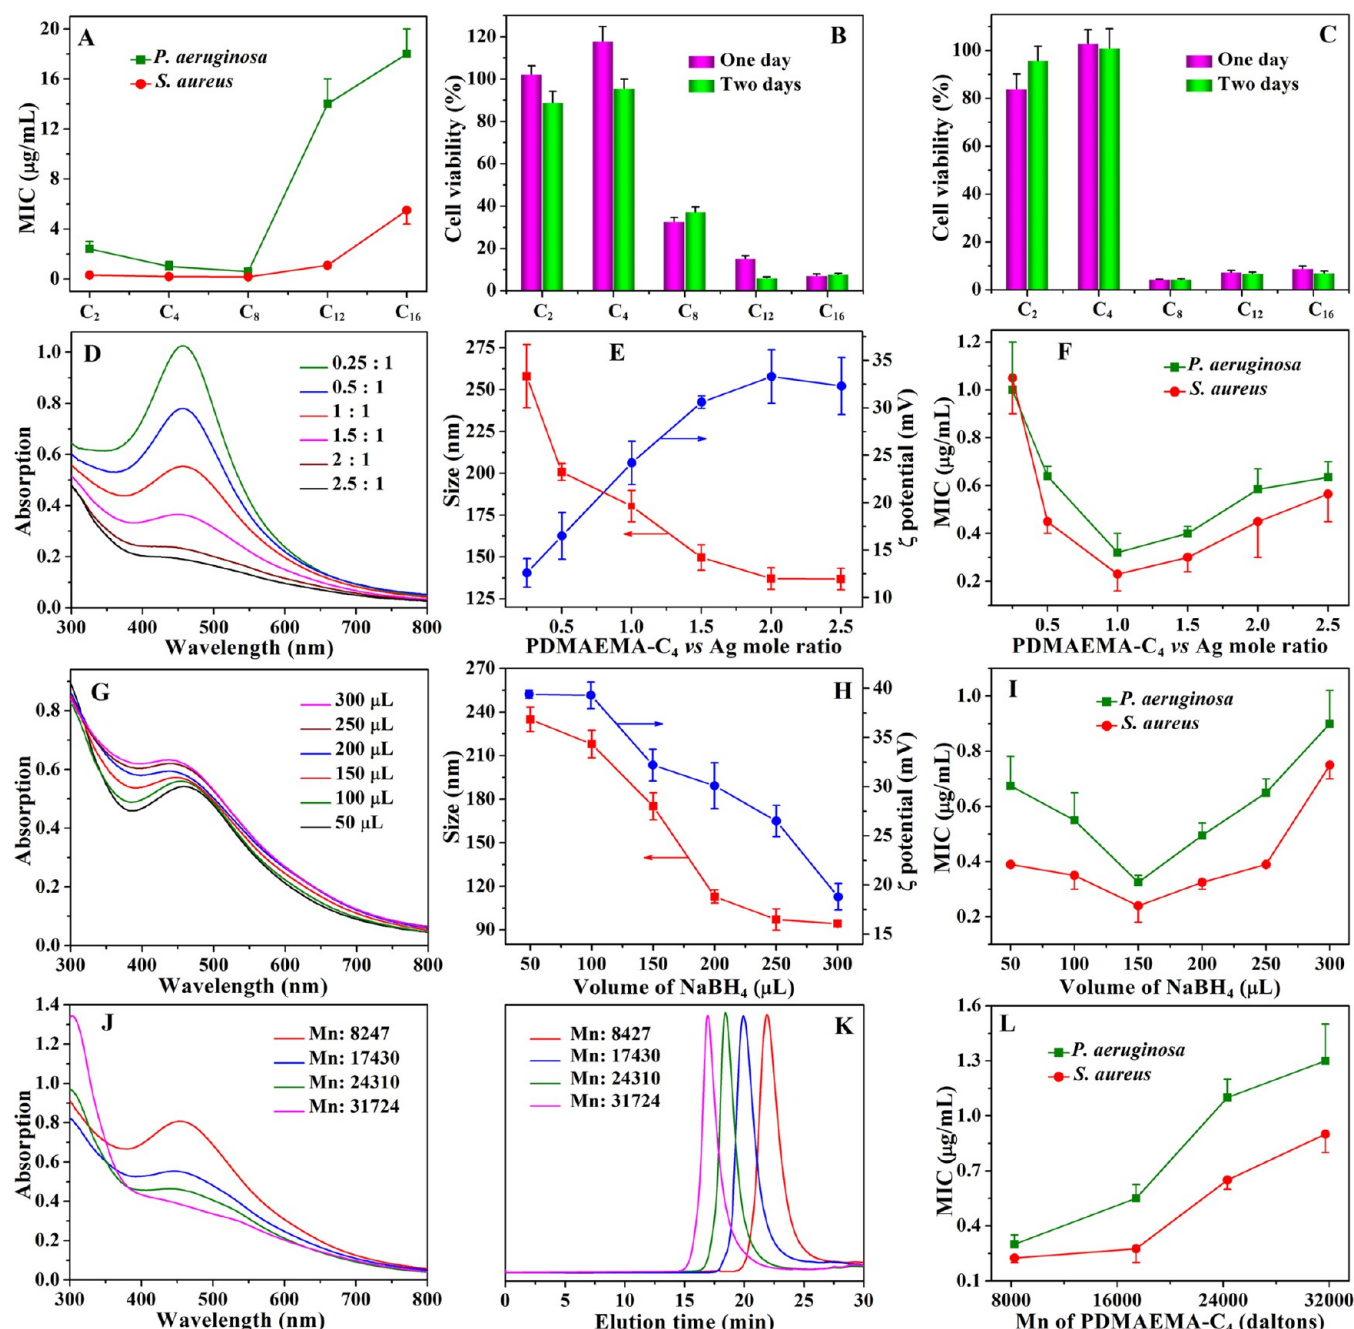 A
P. aeruginosa
S. aureus
MIC (μg/mL)
20
16
12
8
4
0
C2 C4 C8 C12 C16
B
One day
Two days
Cell viability (%)
120
100
80
60
40
20
0
C2 C4 C8 C12 C16
C
One day
Two days
Cell viability (%)
100
80
60
40
20
0
C2 C4 C8 C12 C16
D
0.25 : 1
0.5 : 1
1 : 1
1.5 : 1
2 : 1
2.5 : 1
Absorption
1.0
0.8
0.6
0.4
0.2
0.0
300 400 500 600 700 800
Wavelength (nm)
E
Size (nm)
275
250
225
200
175
150
125
35
30
25
20
15
10
ζ potential (mV)
0.5 1.0 1.5 2.0 2.5
PDMAEMA-C4 vs Ag mole ratio
F
P. aeruginosa
S. aureus
MIC (μg/mL)
1.2
1.0
0.8
0.6
0.4
0.2
0.5 1.0 1.5 2.0 2.5
PDMAEMA-C4 vs Ag mole ratio
G
300 μL
250 μL
200 μL
150 μL
100 μL
50 μL
Absorption
0.8
0.6
0.4
0.2
0.0
300 400 500 600 700 800
Wavelength (nm)
H
Size (nm)
270
240
210
180
150
120
90
40
35
30
25
20
15
ζ potential (mV)
50 100 150 200 250 300
Volume of NaBH4 (μL)
I
P. aeruginosa
S. aureus
MIC (μg/mL)
1.0
0.8
0.6
0.4
0.2
50 100 150 200 250 300
Volume of NaBH4 (μL)
J
Mn: 8247
Mn: 17430
Mn: 24310
Mn: 31724
Absorption
1.4
1.2
1.0
0.8
0.6
0.4
0.2
0.0
300 400 500 600 700 800
Wavelength (nm)
K
Mn: 8427
Mn: 17430
Mn: 24310
Mn: 31724
0 5 10 15 20 25 30
Elution time (min)
L
P. aeruginosa
S. aureus
MIC (μg/mL)
1.6
1.3
1.0
0.7
0.4
0.1
8000 16000 24000 32000
Mn of PDMAEMA-C4 (daltons)